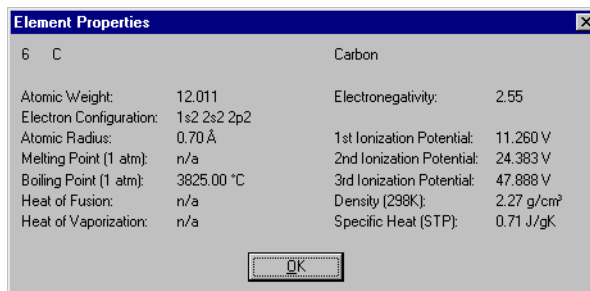 Element Properties
6 C Carbon
Atomic Weight: 12.011 Electronegativity: 2.55
Electron Configuration: 1s2 2s2 2p2
Atomic Radius: 0.70 Å 1st Ionization Potential: 11.260 V
Melting Point (1 atm): n/a 2nd Ionization Potential: 24.383 V
Boiling Point (1 atm): 3825.00 °C 3rd Ionization Potential: 47.888 V
Heat of Fusion: n/a Density (298K): 2.27 g/cm³
Heat of Vaporization: n/a Specific Heat (STP): 0.71 J/gK
OK